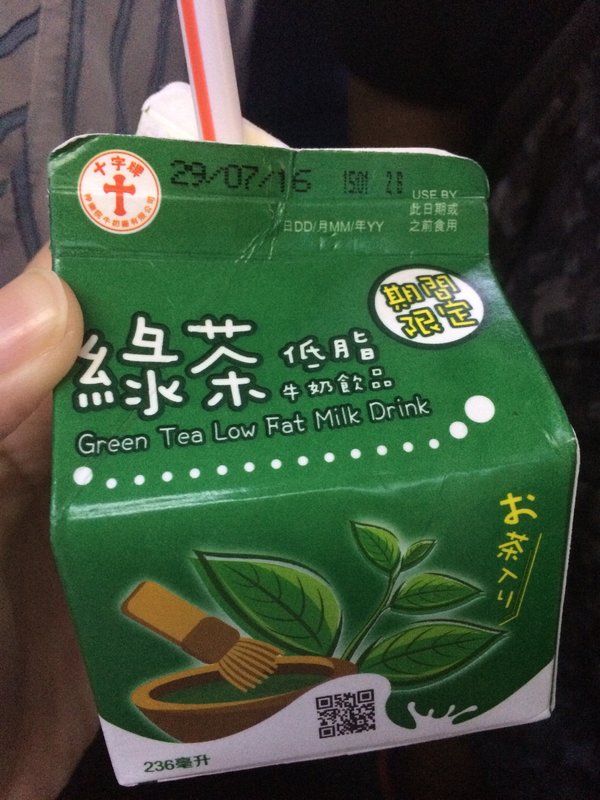 十字牌
29/07/16 1501 28
USE BY
此日期或
之前食用
日DD/月MM/年YY
期間
限定
綠茶 低脂
牛奶飲品
Green Tea Low Fat Milk Drink
お茶入り
236毫升